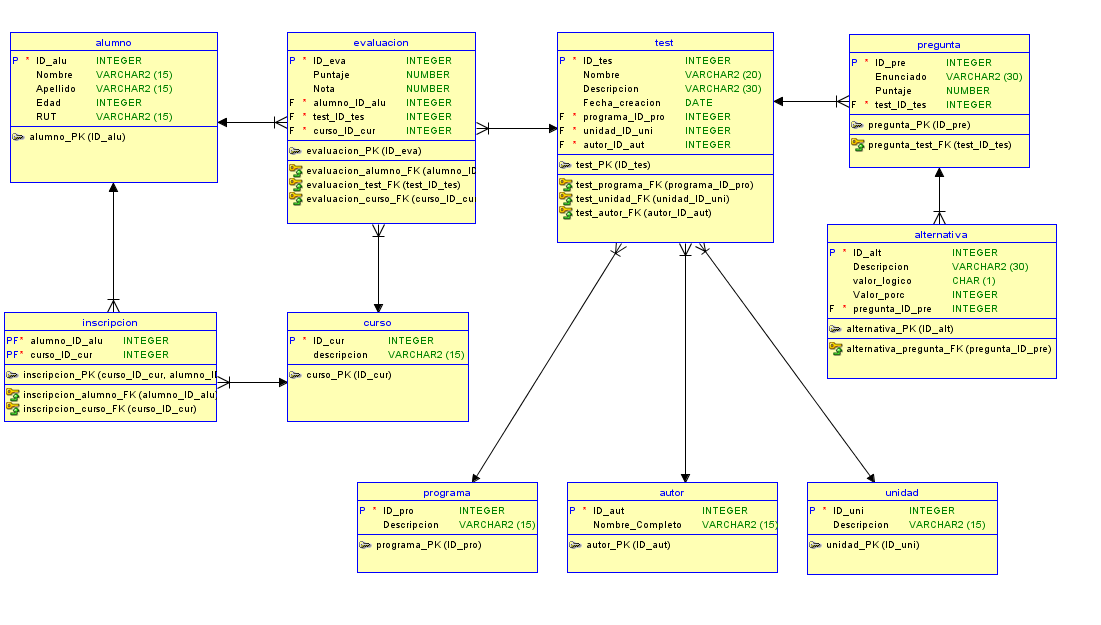 alumno
P * ID_alu INTEGER
Nombre VARCHAR2 (15)
Apellido VARCHAR2 (15)
Edad INTEGER
RUT VARCHAR2 (15)
alumno_PK (ID_alu)
evaluacion
P * ID_eva INTEGER
Puntaje NUMBER
Nota NUMBER
F * alumno_ID_alu INTEGER
F * test_ID_tes INTEGER
F * curso_ID_cur INTEGER
evaluacion_PK (ID_eva)
evaluacion_alumno_FK (alumno_ID
evaluacion_test_FK (test_ID_tes)
evaluacion_curso_FK (curso_ID_cu
test
P * ID_tes INTEGER
Nombre VARCHAR2 (20)
Descripcion VARCHAR2 (30)
Fecha_creacion DATE
F * programa_ID_pro INTEGER
F * unidad_ID_uni INTEGER
F * autor_ID_aut INTEGER
test_PK (ID_tes)
test_programa_FK (programa_ID_pro)
test_unidad_FK (unidad_ID_uni)
test_autor_FK (autor_ID_aut)
pregunta
P * ID_pre INTEGER
Enunciado VARCHAR2 (30)
Puntaje NUMBER
F * test_ID_tes INTEGER
pregunta_PK (ID_pre)
pregunta_test_FK (test_ID_tes)
alternativa
P * ID_alt INTEGER
Descripcion VARCHAR2 (30)
valor_logico CHAR (1)
Valor_porc INTEGER
F * pregunta_ID_pre INTEGER
alternativa_PK (ID_alt)
alternativa_pregunta_FK (pregunta_ID_pre)
inscripcion
PF* alumno_ID_alu INTEGER
PF* curso_ID_cur INTEGER
inscripcion_PK (curso_ID_cur, alumno_I
inscripcion_alumno_FK (alumno_ID_alu
inscripcion_curso_FK (curso_ID_cur)
curso
P * ID_cur INTEGER
descripcion VARCHAR2 (15)
curso_PK (ID_cur)
programa
P * ID_pro INTEGER
Descripcion VARCHAR2 (15)
programa_PK (ID_pro)
autor
P * ID_aut INTEGER
Nombre_Completo VARCHAR2 (15)
autor_PK (ID_aut)
unidad
P * ID_uni INTEGER
Descripcion VARCHAR2 (15)
unidad_PK (ID_uni)